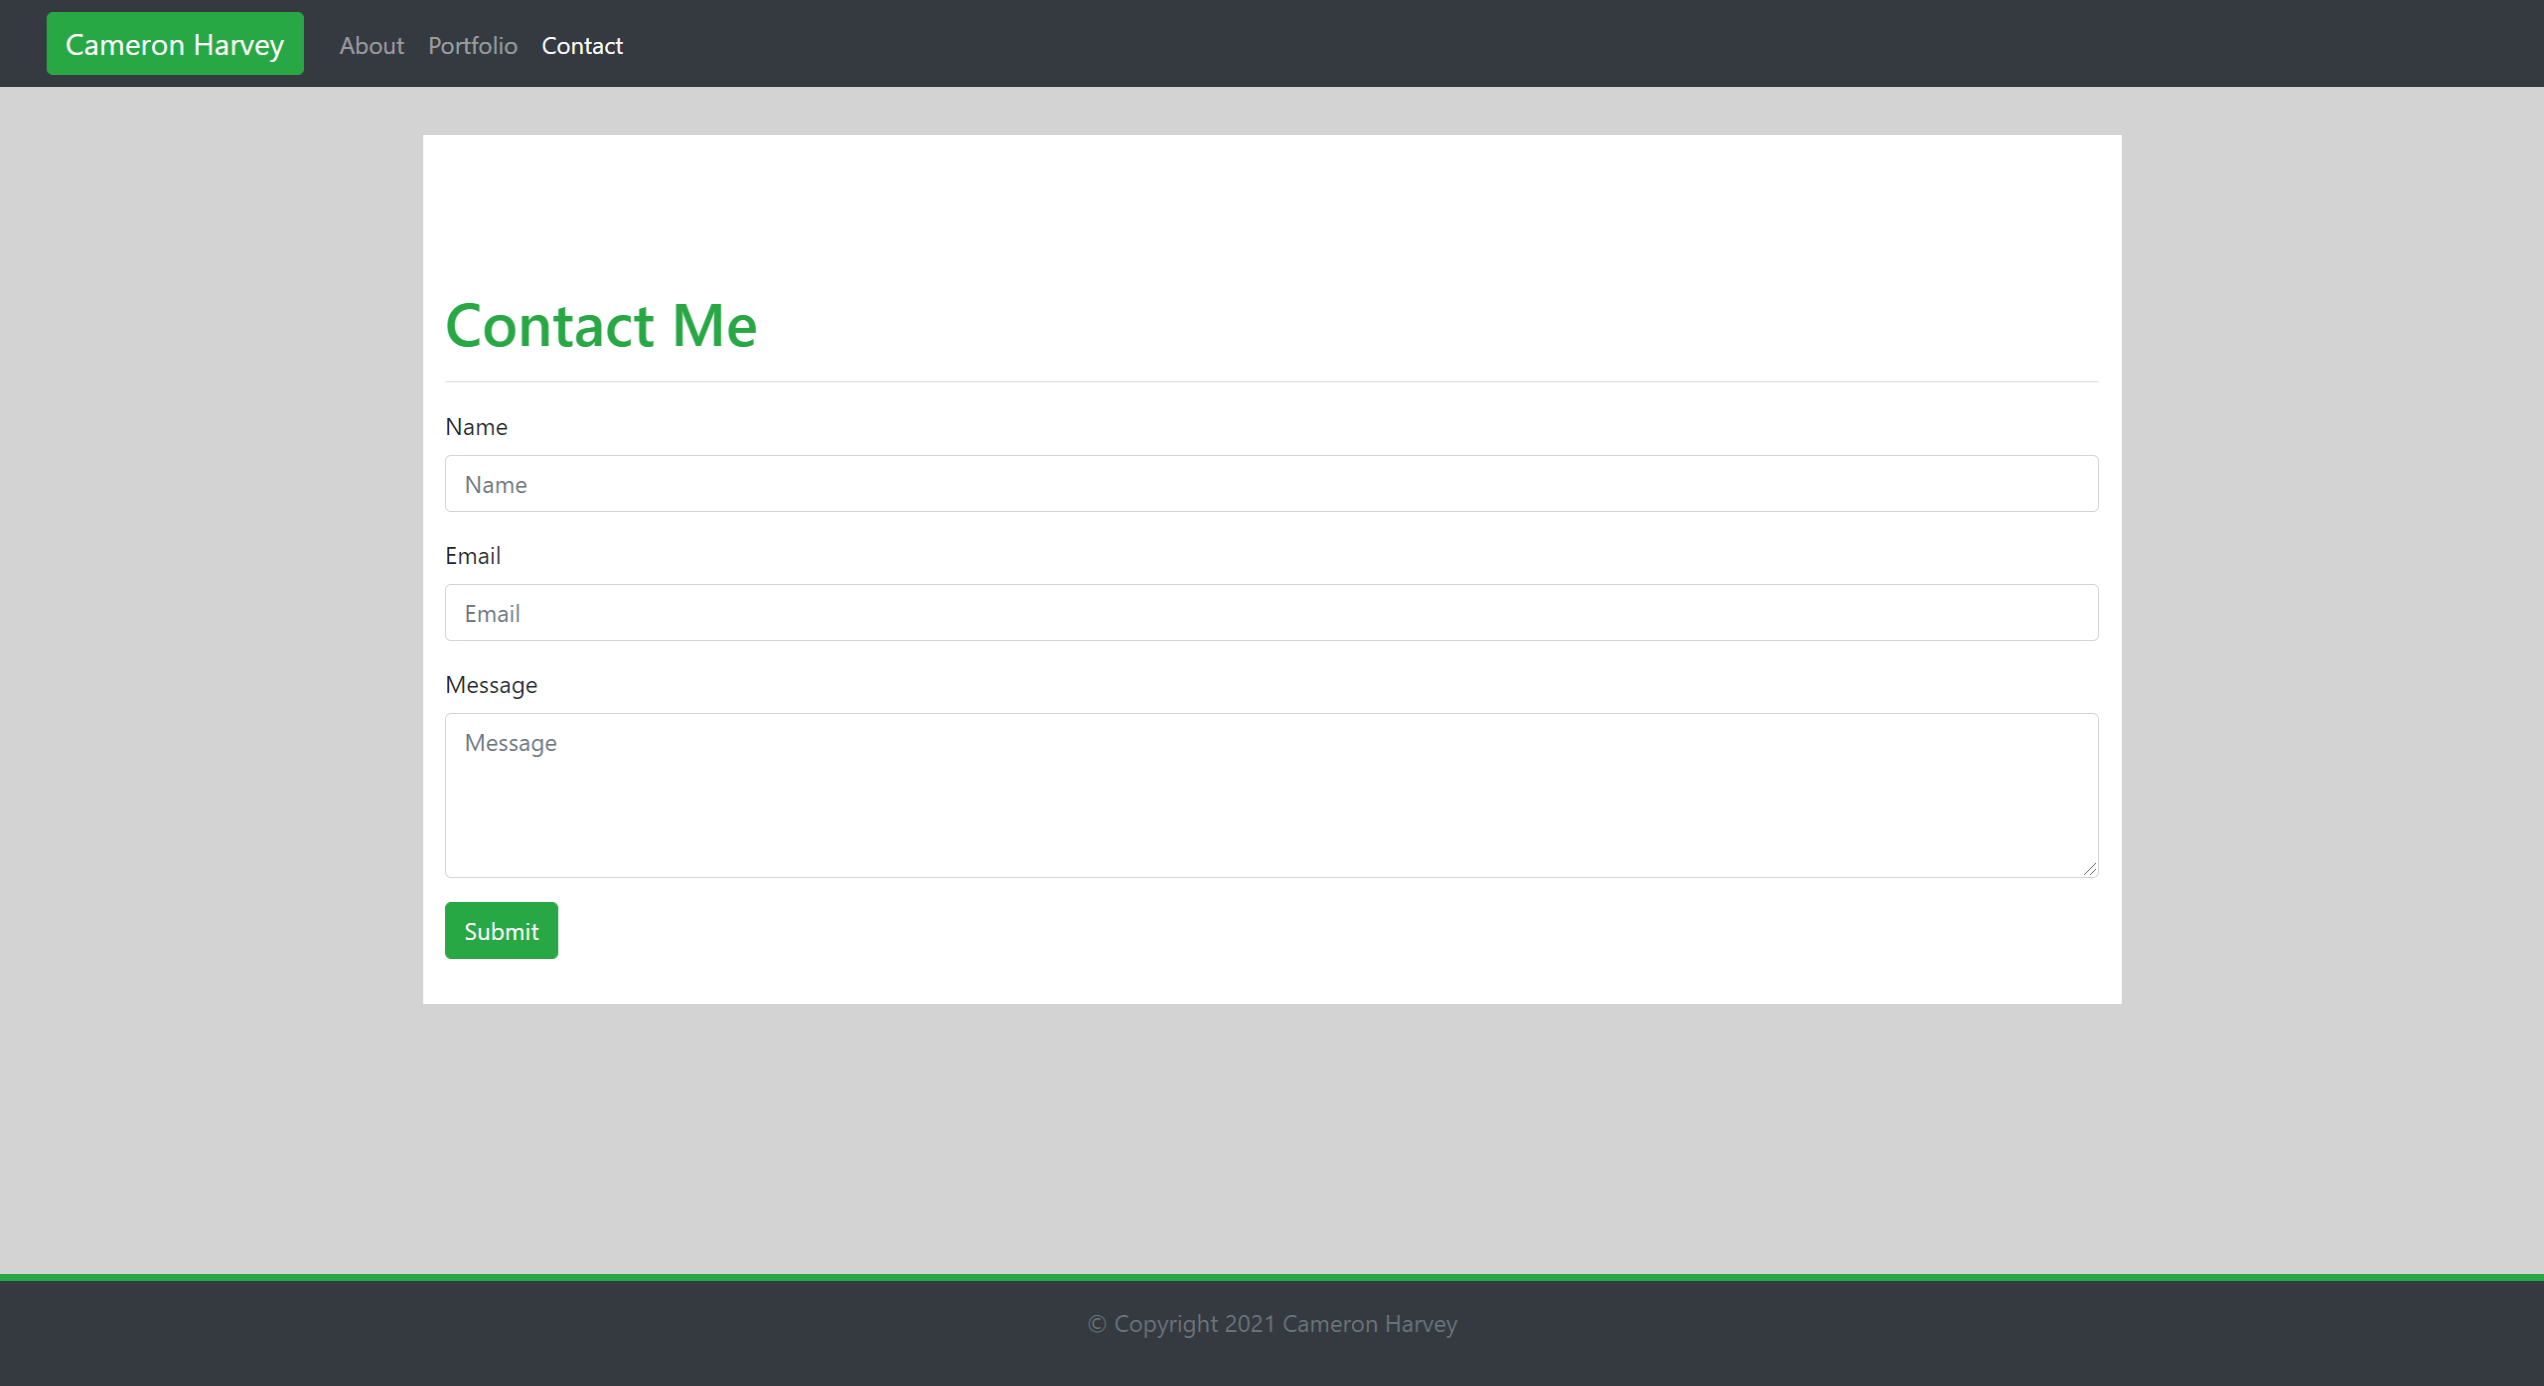 Cameron Harvey About Portfolio Contact
Contact Me
Name
Name
Email
Email
Message
Message
Submit
© Copyright 2021 Cameron Harvey